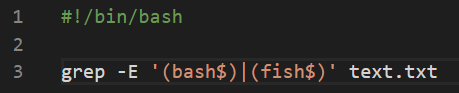 1 #!/bin/bash
2
3 grep -E '(bash$)|(fish$)' text.txt